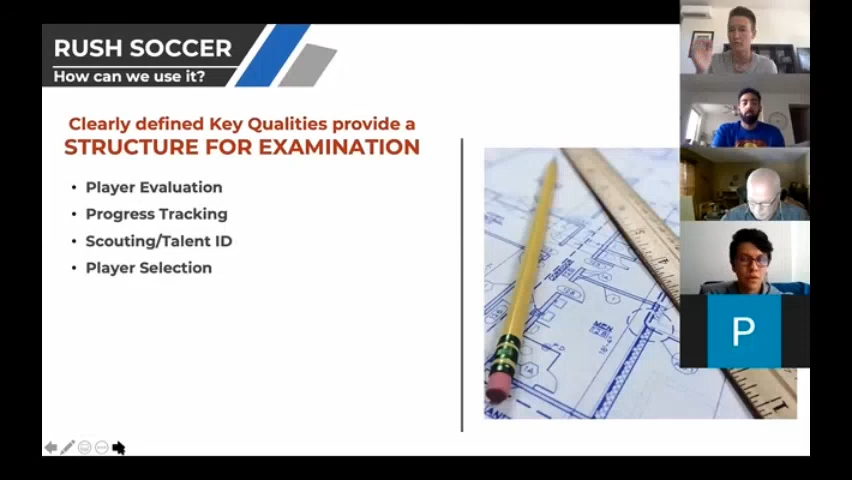 RUSH SOCCER
How can we use it?
Clearly defined Key Qualities provide a
STRUCTURE FOR EXAMINATION
• Player Evaluation
• Progress Tracking
• Scouting/Talent ID
• Player Selection
MEN
P